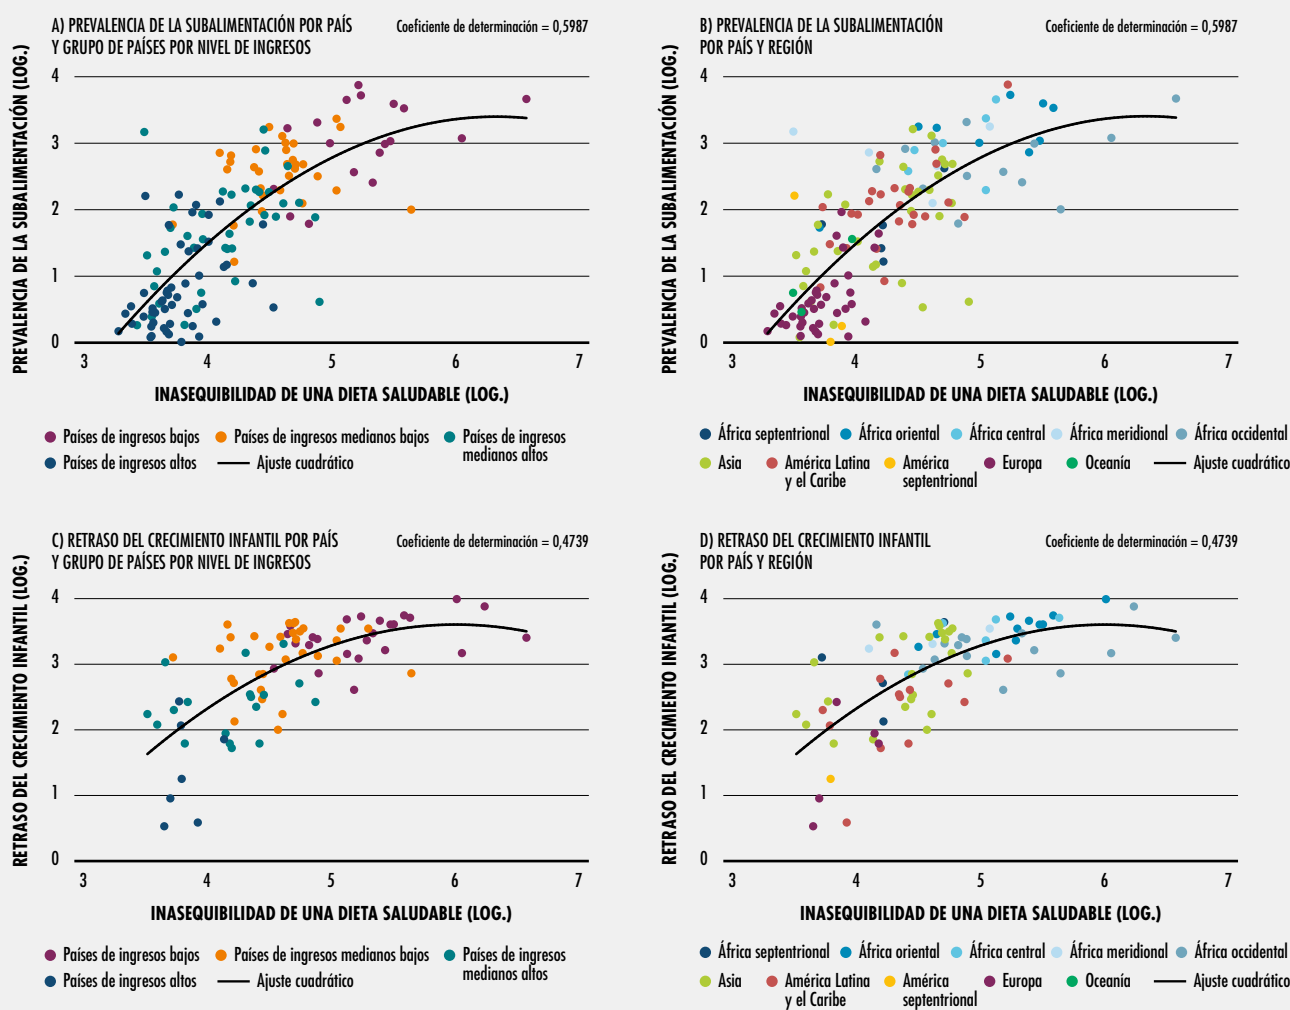 A) PREVALENCIA DE LA SUBALIMENTACIÓN POR PAÍS
Y GRUPO DE PAÍSES POR NIVEL DE INGRESOS
Coeficiente de determinación = 0,5987
PREVALENCIA DE LA SUBALIMENTACIÓN (LOG.)
4
3
2
1
0
3 4 5 6 7
INASEQUIBILIDAD DE UNA DIETA SALUDABLE (LOG.)
Países de ingresos bajos
Países de ingresos medianos bajos
Países de ingresos
medianos altos
Países de ingresos altos
Ajuste cuadrático
B) PREVALENCIA DE LA SUBALIMENTACIÓN
POR PAÍS Y REGIÓN
Coeficiente de determinación = 0,5987
PREVALENCIA DE LA SUBALIMENTACIÓN (LOG.)
4
3
2
1
0
3 4 5 6 7
INASEQUIBILIDAD DE UNA DIETA SALUDABLE (LOG.)
África septentrional
África oriental
África central
África meridional
África occidental
Asia
América Latina
y el Caribe
América
septentrional
Europa
Oceanía
Ajuste cuadrático
C) RETRASO DEL CRECIMIENTO INFANTIL POR PAÍS
Y GRUPO DE PAÍSES POR NIVEL DE INGRESOS
Coeficiente de determinación = 0,4739
RETRASO DEL CRECIMIENTO INFANTIL (LOG.)
4
3
2
1
0
3 4 5 6 7
INASEQUIBILIDAD DE UNA DIETA SALUDABLE (LOG.)
Países de ingresos bajos
Países de ingresos medianos bajos
Países de ingresos
medianos altos
Países de ingresos altos
Ajuste cuadrático
D) RETRASO DEL CRECIMIENTO INFANTIL
POR PAÍS Y REGIÓN
Coeficiente de determinación = 0,4739
RETRASO DEL CRECIMIENTO INFANTIL (LOG.)
4
3
2
1
0
3 4 5 6 7
INASEQUIBILIDAD DE UNA DIETA SALUDABLE (LOG.)
África septentrional
África oriental
África central
África meridional
África occidental
Asia
América Latina
y el Caribe
América
septentrional
Europa
Oceanía
Ajuste cuadrático